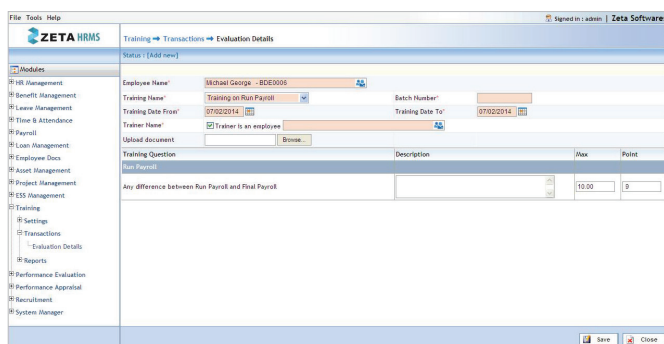 File Tools Help
Signed in : admin | Zeta Software
ZETA HRMS
Training ➔ Transactions ➔ Evaluation Details
Status : [Add new]
Modules
HR Management
Benefit Management
Leave Management
Time & Attendance
Payroll
Loan Management
Employee Docs
Asset Management
Project Management
ESS Management
Training
Settings
Transactions
Evaluation Details
Reports
Performance Evaluation
Performance Appraisal
Recruitment
System Manager
Employee Name* Michael George - BDE0006
Training Name* Training on Run Payroll Batch Number*
Training Date From* 07/02/2014 Training Date To* 07/02/2014
Trainer Name* Trainer is an employee
Upload document Browse...
Training Question Description Max Point
Run Payroll
Any difference between Run Payroll and Final Payroll 10.00 9
Save Close